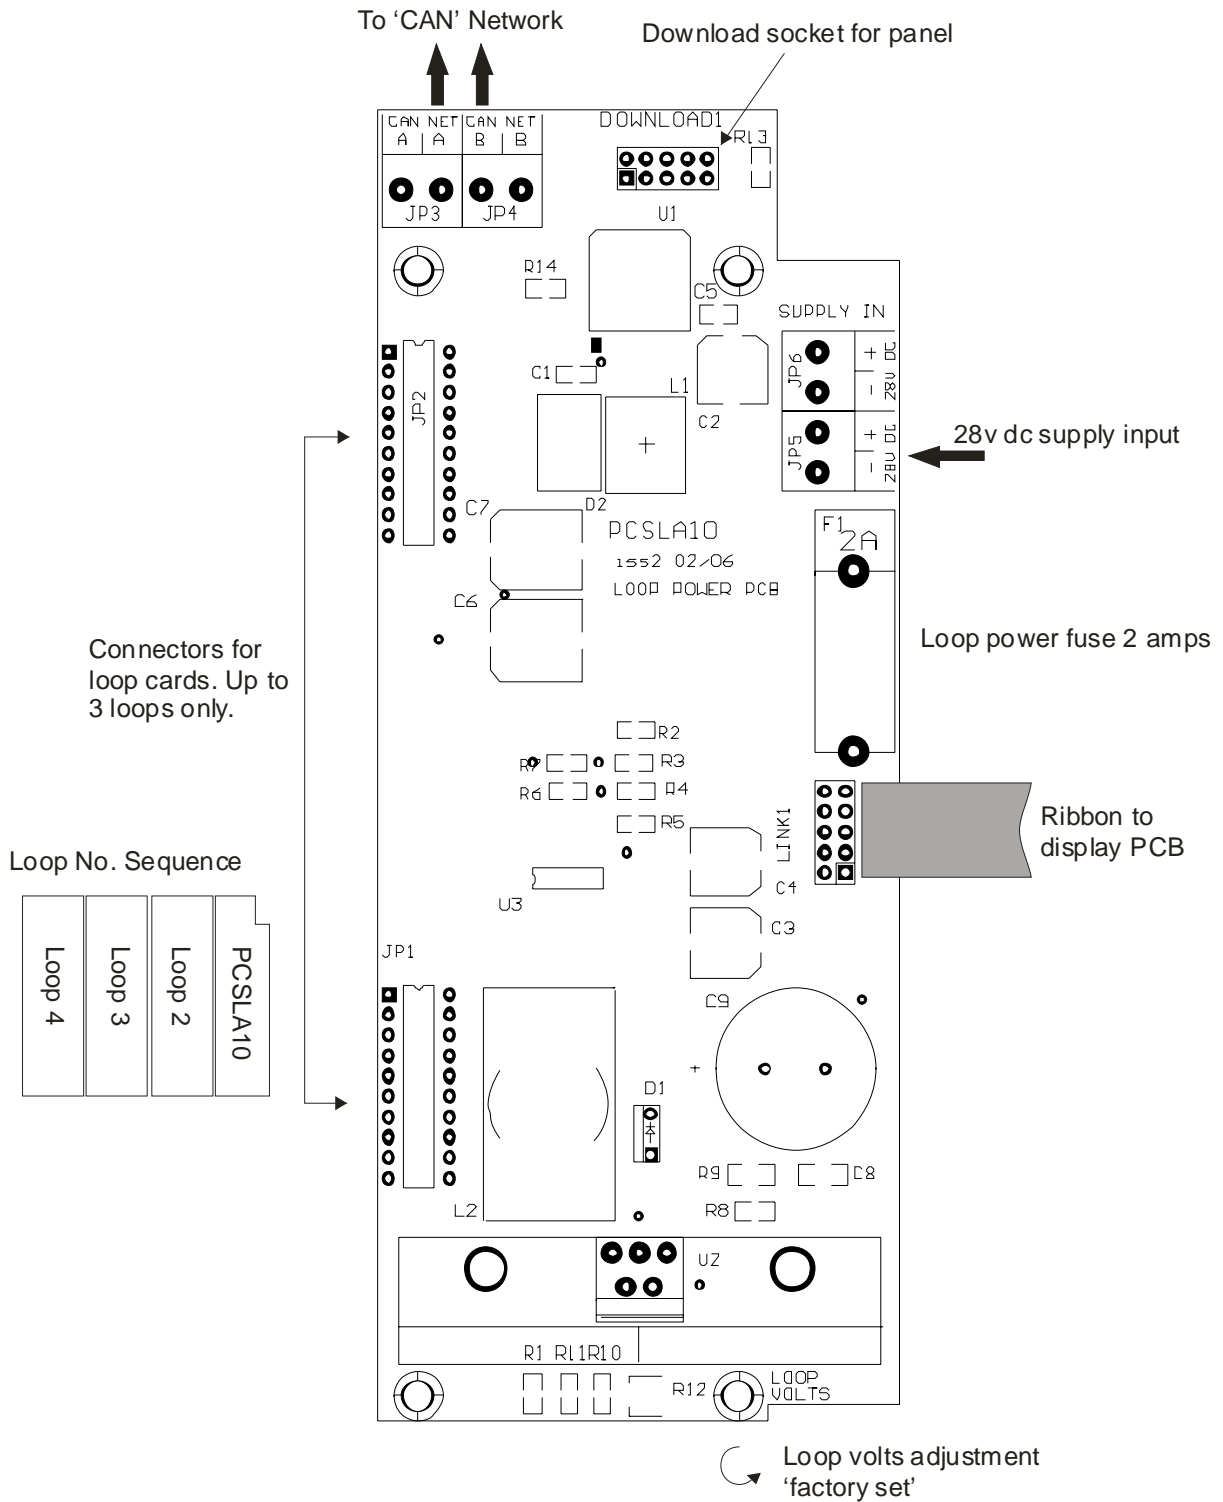 To ‘CAN’ Network
Download socket for panel
CAN NET CAN NET
A A B B
DOWNLOAD1
R13
JP3 JP4
U1
R14
C5
SUPPLY IN
JP6
+ -
28V DC
C1
L1
C2
JP2
JP5
+ -
28V DC
28v dc supply input
C7
D2
F1
2A
PCSLA10
1552 02/06
LOOP POWER PCB
C6
Loop power fuse 2 amps
Connectors for
loop cards. Up to
3 loops only.
R2
R7 R3
R6 R4
R5
LINK1
Ribbon to
display PCB
Loop No. Sequence
C4
U3
C3
Loop 4
Loop 3
Loop 2
PCSLA10
JP1
C9
+
D1
R9 C8
L2
R8
U2
R1 R11 R10
R12
LOOP
VOLTS
Loop volts adjustment
‘factory set’